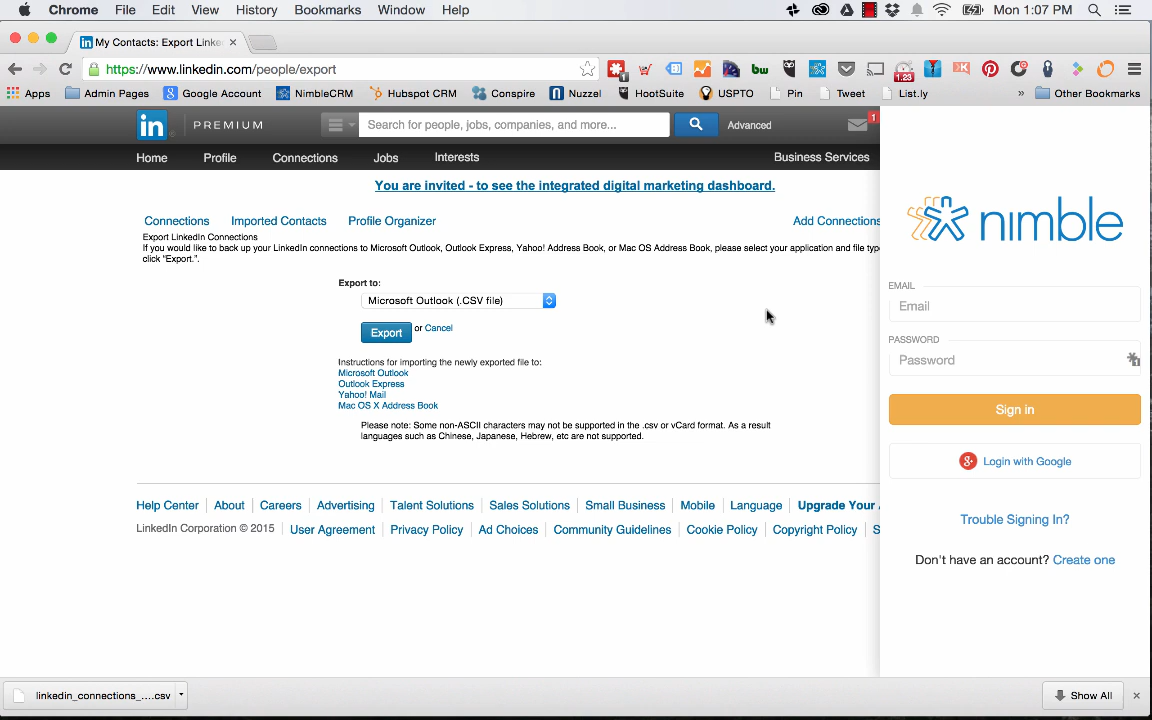 Chrome File Edit View History Bookmarks Window Help Mon 1:07 PM
in My Contacts: Export Linke
https://www.linkedin.com/people/export
1
bw
1.23
Apps Admin Pages Google Account NimbleCRM Hubspot CRM Conspire Nuzzel HootSuite USPTO Pin Tweet List.ly » Other Bookmarks
in PREMIUM Search for people, jobs, companies, and more... Advanced 1
Home Profile Connections Jobs Interests Business Services
You are invited - to see the integrated digital marketing dashboard.
Connections Imported Contacts Profile Organizer Add Connections
Export LinkedIn Connections
If you would like to back up your LinkedIn connections to Microsoft Outlook, Outlook Express, Yahoo! Address Book, or Mac OS Address Book, please select your application and file type
click "Export.".
Export to:
Microsoft Outlook (.CSV file)
Export or Cancel
Instructions for importing the newly exported file to:
Microsoft Outlook
Outlook Express
Yahoo! Mail
Mac OS X Address Book
Please note: Some non-ASCII characters may not be supported in the .csv or vCard format. As a result
languages such as Chinese, Japanese, Hebrew, etc are not supported.
Help Center About Careers Advertising Talent Solutions Sales Solutions Small Business Mobile Language Upgrade Your
LinkedIn Corporation © 2015 User Agreement Privacy Policy Ad Choices Community Guidelines Cookie Policy Copyright Policy S
nimble
EMAIL
Email
PASSWORD
Password
Sign in
Login with Google
Trouble Signing In?
Don't have an account? Create one
linkedin_connections_....csv Show All